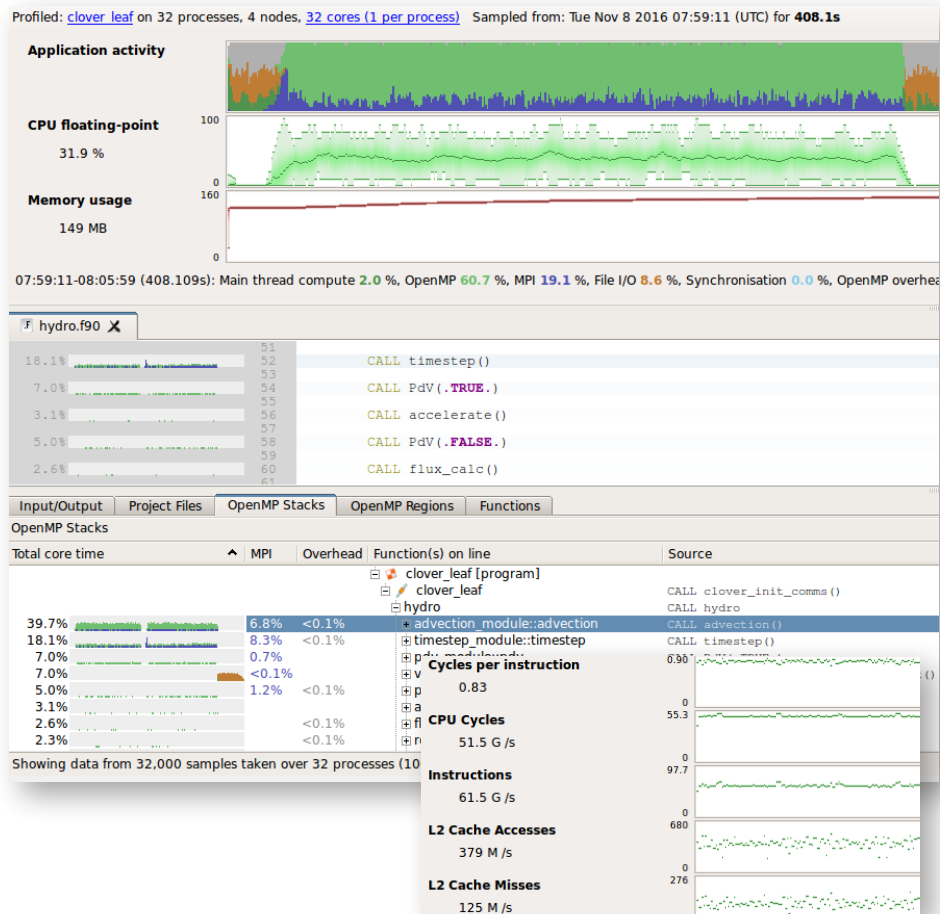 Profiled: clover_leaf on 32 processes, 4 nodes, 32 cores (1 per process) Sampled from: Tue Nov 8 2016 07:59:11 (UTC) for 408.1s
Application activity
CPU floating-point
100
31.9 %
0
Memory usage
160
149 MB
0
07:59:11-08:05:59 (408.109s): Main thread compute 2.0 %, OpenMP 60.7 %, MPI 19.1 %, File I/O 8.6 %, Synchronisation 0.0 %, OpenMP overhea
F hydro.f90 X
51
18.1% 52 CALL timestep()
53
7.0% 54 CALL PdV(.TRUE.)
55
3.1% 56 CALL accelerate()
57
5.0% 58 CALL PdV(.FALSE.)
59
2.6% 60 CALL flux_calc()
61
Input/Output Project Files OpenMP Stacks OpenMP Regions Functions
OpenMP Stacks
Total core time MPI Overhead Function(s) on line Source
clover_leaf [program]
clover_leaf CALL clover_init_comms()
hydro CALL hydro
39.7% 6.8% <0.1% advection_module::advection CALL advection()
18.1% 8.3% <0.1% timestep_module::timestep CALL timestep()
7.0% 0.7%
7.0% <0.1% v ()
5.0% 1.2% <0.1% p
3.1% a
2.6% <0.1% fl
2.3% <0.1% r
Showing data from 32,000 samples taken over 32 processes (10
Cycles per instruction
0.90
0.83
0
CPU Cycles
55.3
51.5 G /s
0
Instructions
97.7
61.5 G /s
0
L2 Cache Accesses
680
379 M /s
0
L2 Cache Misses
276
125 M /s